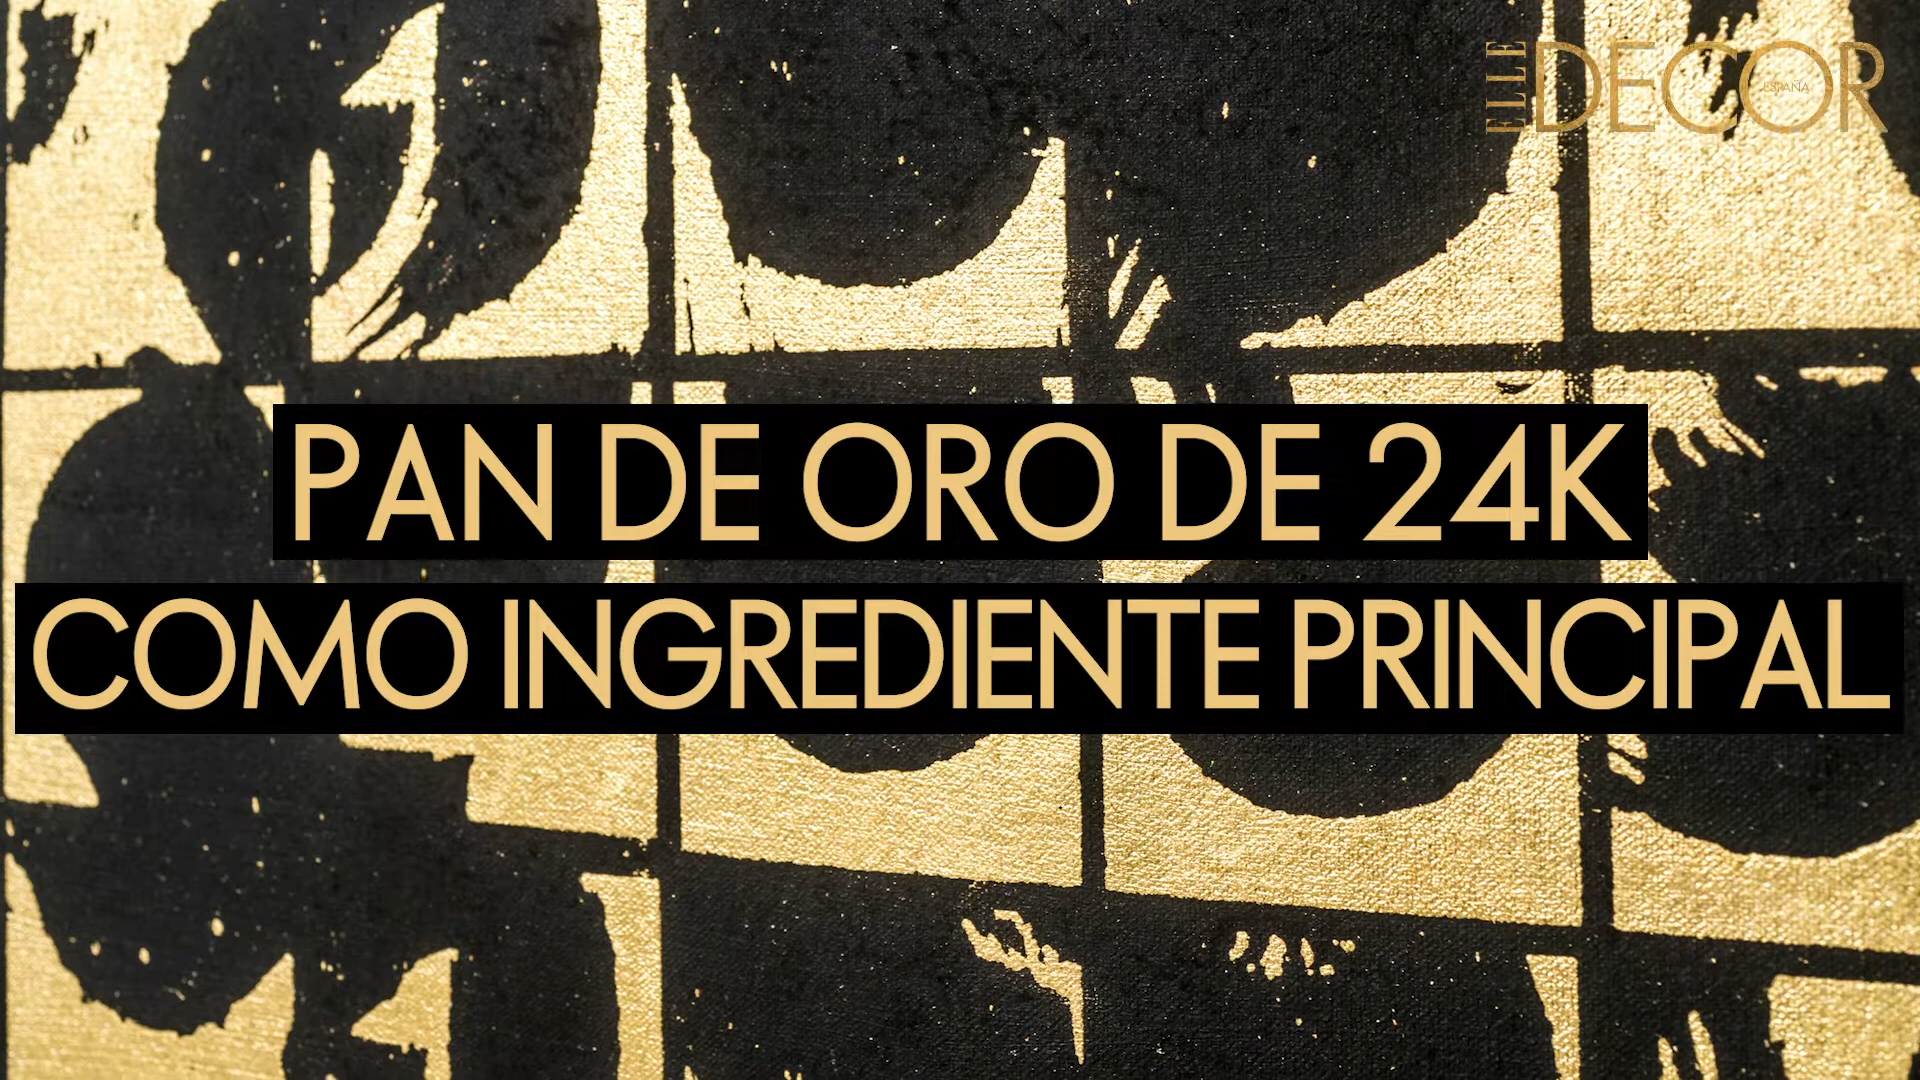 ELLE DECOR
ESPAÑA
PAN DE ORO DE 24K
COMO INGREDIENTE PRINCIPAL